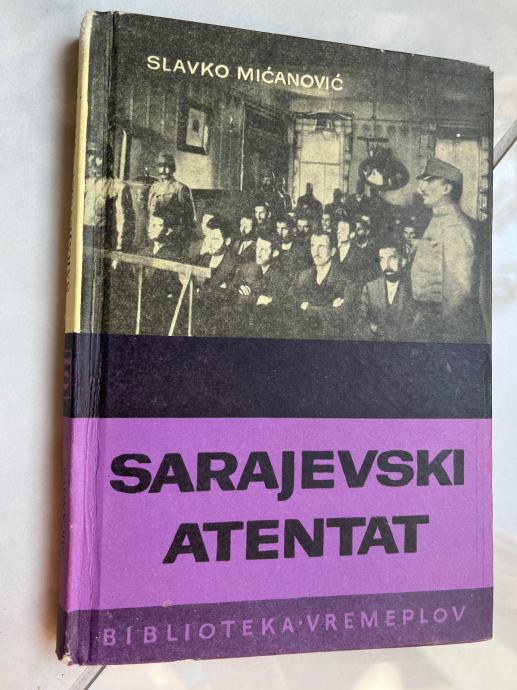 SLAVKO MIĆANOVIĆ
SARAJEVSKI
ATENTAT
BIBLIOTEKA·VREMEPLOV